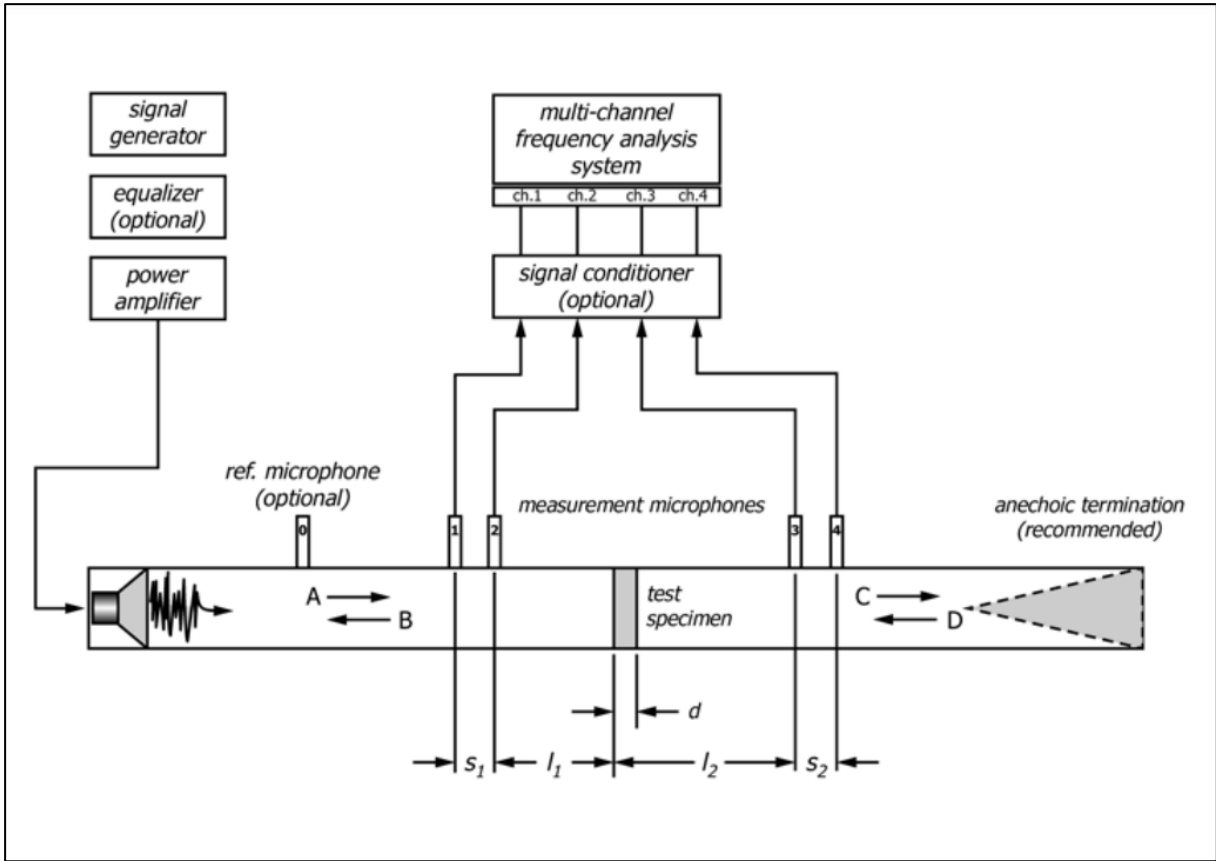 signal
generator
equalizer
(optional)
power
amplifier
multi-channel
frequency analysis
system
ch.1 ch.2 ch.3 ch.4
signal conditioner
(optional)
ref. microphone
(optional)
measurement microphones
anechoic termination
(recommended)
0
1
2
3
4
A
B
test
specimen
C
D
d
s1
l1
l2
s2